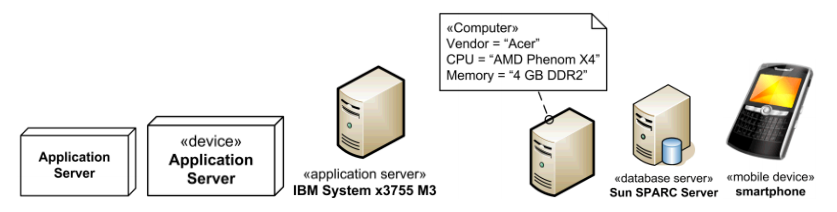 Application
Server
«device»
Application
Server
«application server»
IBM System x3755 M3
«Computer»
Vendor = “Acer”
CPU = “AMD Phenom X4”
Memory = “4 GB DDR2”
«database server»
Sun SPARC Server
«mobile device»
smartphone